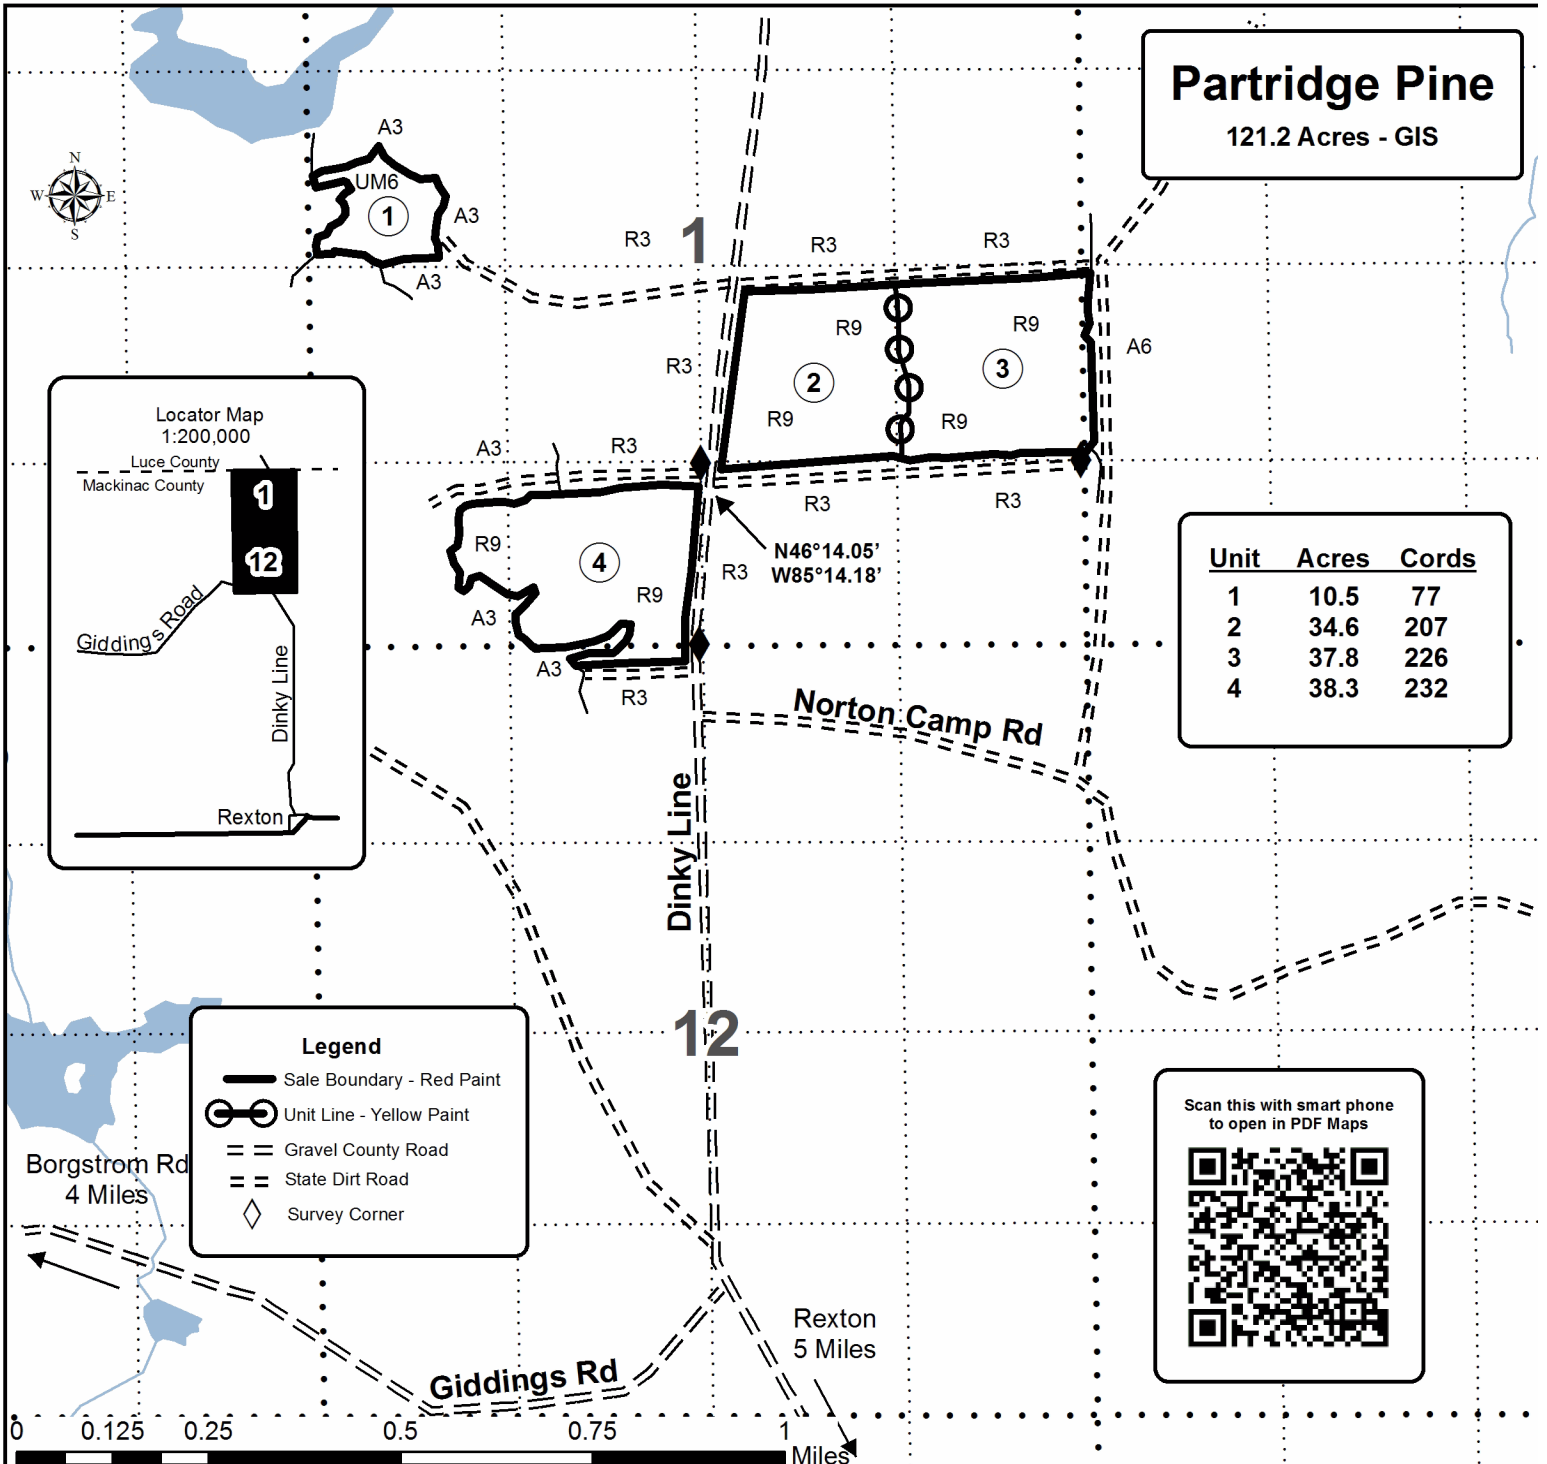 Partridge Pine
121.2 Acres - GIS
N
W E
S
A3
UM6
1
A3
A3
R3
1
R3
R3
R9
R9
A6
R3
2
3
R9
R9
A3
R3
R3
R3
N46°14.05’
W85°14.18’
R9
4
R3
R9
A3
A3
R3
Locator Map
1:200,000
Luce County
Mackinac County
1
12
Giddings Road
Dinky Line
Rexton
Unit Acres Cords
1 10.5 77
2 34.6 207
3 37.8 226
4 38.3 232
Norton Camp Rd
Dinky Line
12
Legend
Sale Boundary - Red Paint
Unit Line - Yellow Paint
Gravel County Road
State Dirt Road
Survey Corner
Borgstrom Rd
4 Miles
Scan this with smart phone
to open in PDF Maps
Rexton
5 Miles
Giddings Rd
0 0.125 0.25 0.5 0.75 1
Miles